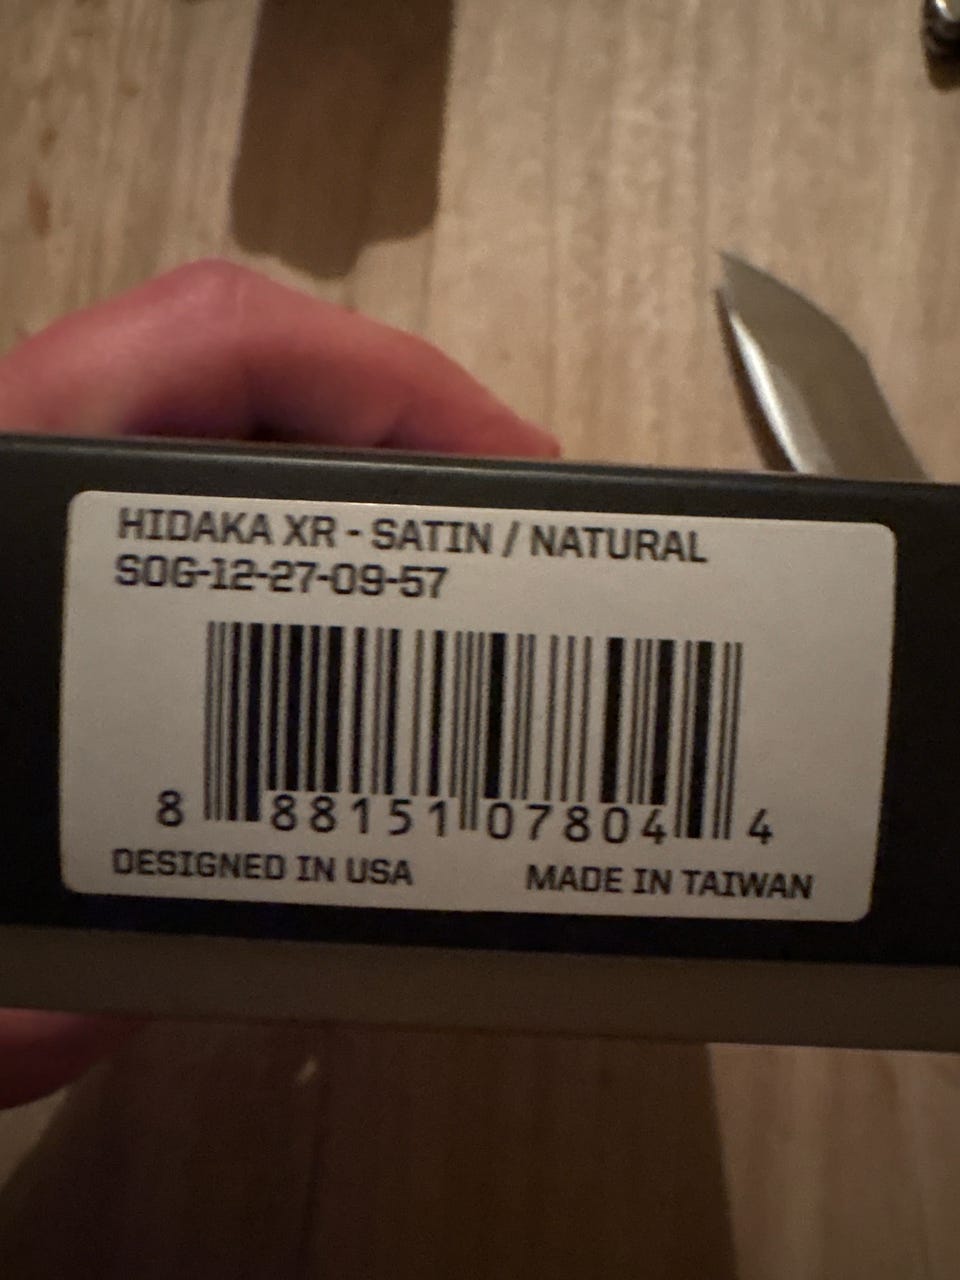 HIDAKA XR - SATIN / NATURAL
SOG-12-27-09-57
8 88151 07804 4
DESIGNED IN USA MADE IN TAIWAN